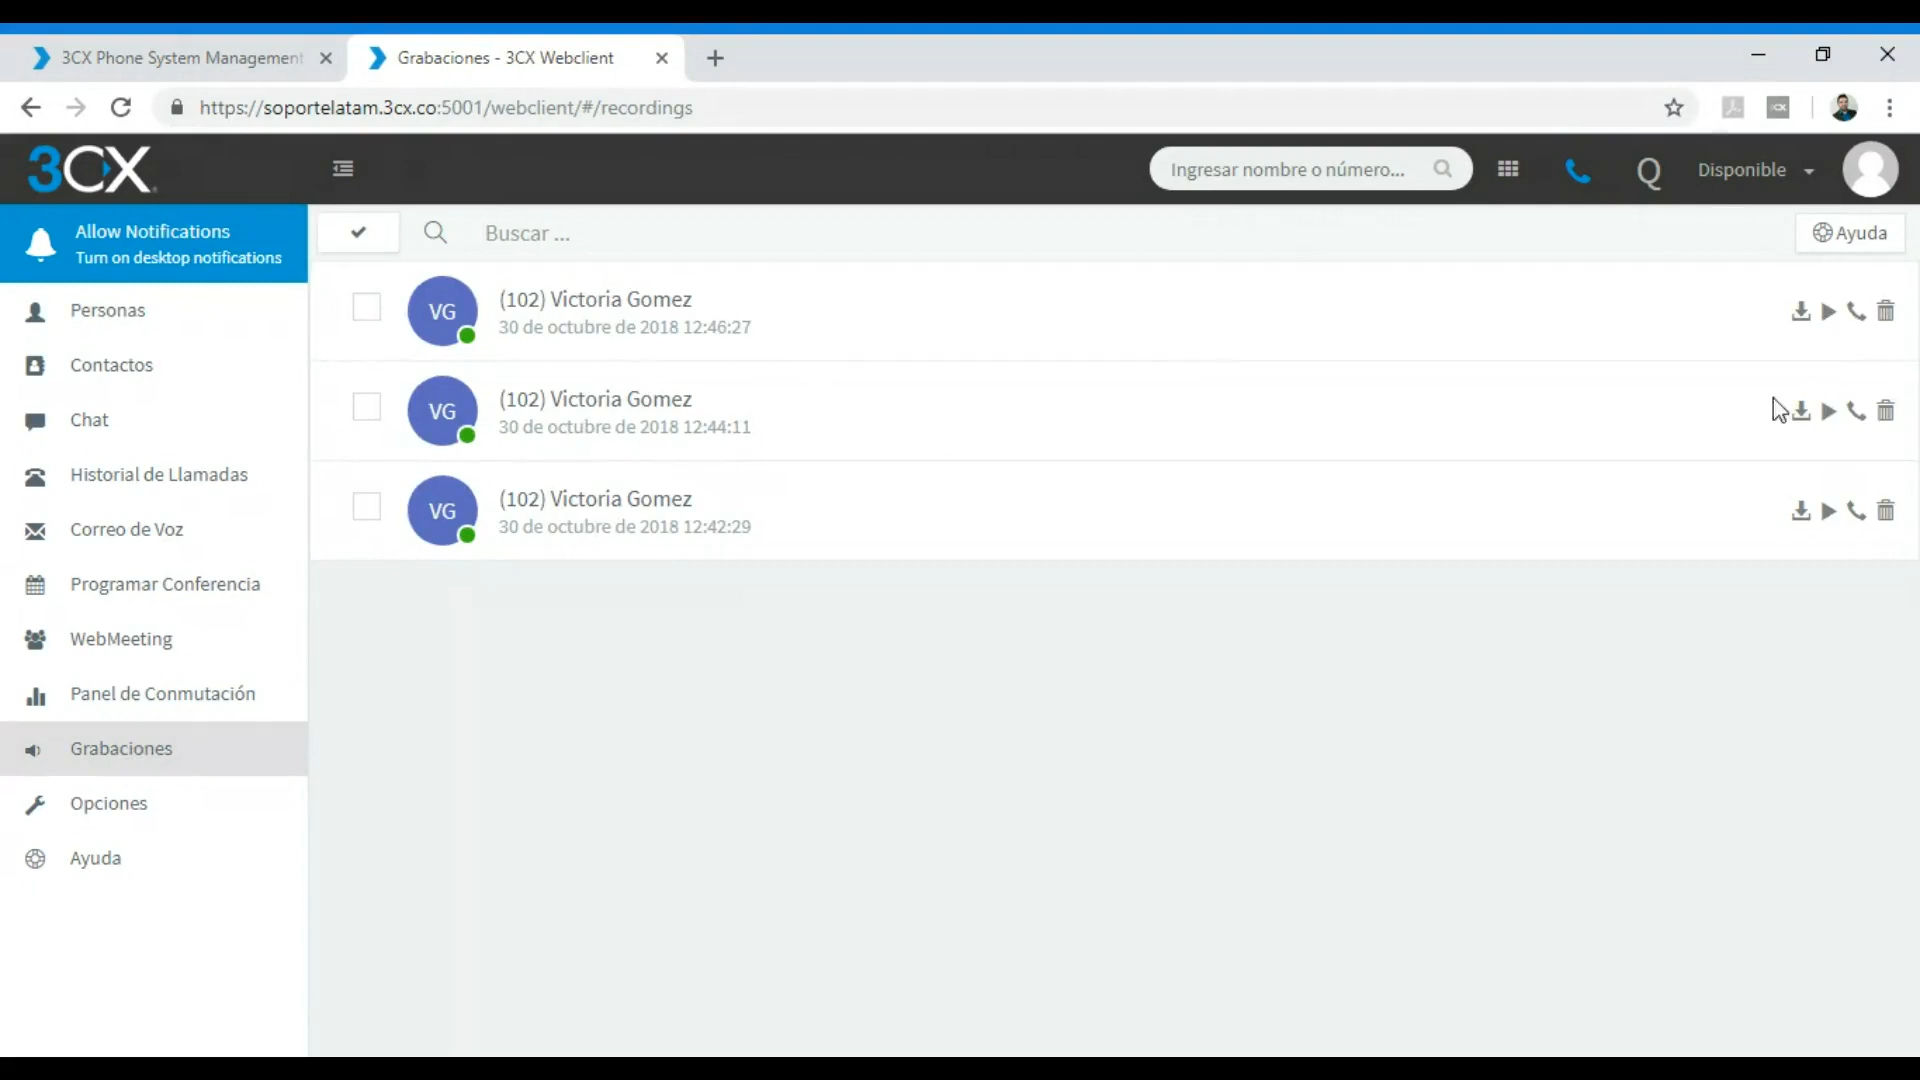 3CX Phone System Management
Grabaciones - 3CX Webclient
https://soportelatam.3cx.co:5001/webclient/#/recordings
3CX
Ingresar nombre o número...
Q
Disponible
Allow Notifications
Turn on desktop notifications
Buscar ...
Ayuda
Personas
Contactos
Chat
Historial de Llamadas
Correo de Voz
Programar Conferencia
WebMeeting
Panel de Conmutación
Grabaciones
Opciones
Ayuda
VG
(102) Victoria Gomez
30 de octubre de 2018 12:46:27
VG
(102) Victoria Gomez
30 de octubre de 2018 12:44:11
VG
(102) Victoria Gomez
30 de octubre de 2018 12:42:29